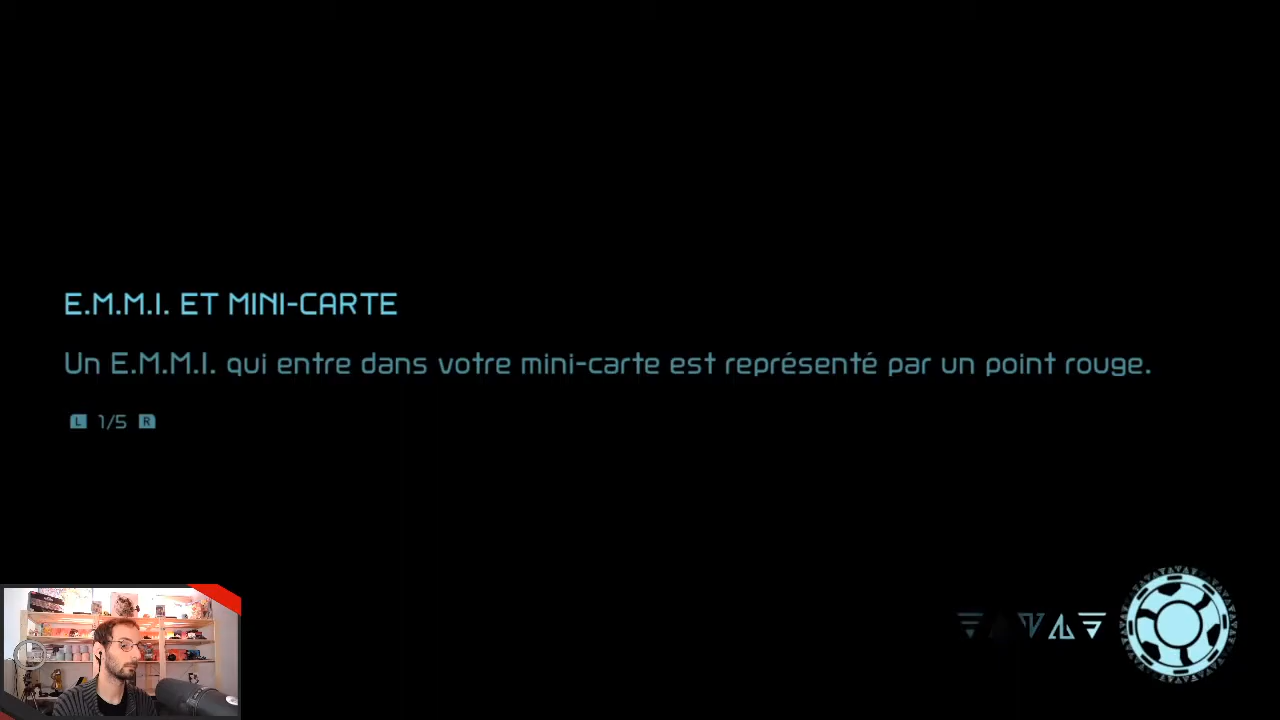 E.M.M.I. ET MINI-CARTE
Un E.M.M.I. qui entre dans votre mini-carte est représenté par un point rouge.
L 1/5 R